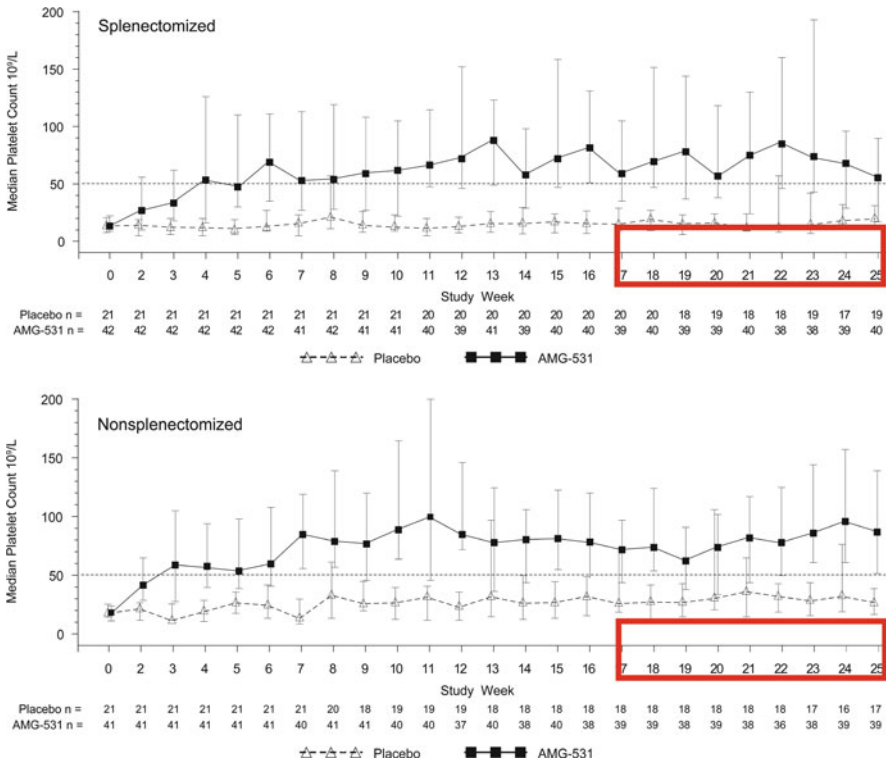 200
Splenectomized
150
100
50
0
Median Platelet Count 10⁹/L
0 2 3 4 5 6 7 8 9 10 11 12 13 14 15 16 17 18 19 20 21 22 23 24 25
Study Week
Placebo n = 21 21 21 21 21 21 21 21 21 21 20 20 20 20 20 20 20 20 18 19 18 18 18 17 19
AMG-531 n = 42 42 42 42 42 42 41 42 41 41 40 39 41 39 40 40 39 40 39 39 40 38 38 39 40
Placebo AMG-531
200
Nonsplenectomized
150
100
50
0
Median Platelet Count 10⁹/L
0 2 3 4 5 6 7 8 9 10 11 12 13 14 15 16 17 18 19 20 21 22 23 24 25
Study Week
Placebo n = 21 21 21 21 21 21 21 20 18 19 19 19 18 18 18 18 18 18 18 18 18 18 17 16 17
AMG-531 n = 41 41 41 41 41 41 40 41 41 40 40 37 40 38 40 38 39 39 38 39 38 36 38 39 39
Placebo AMG-531